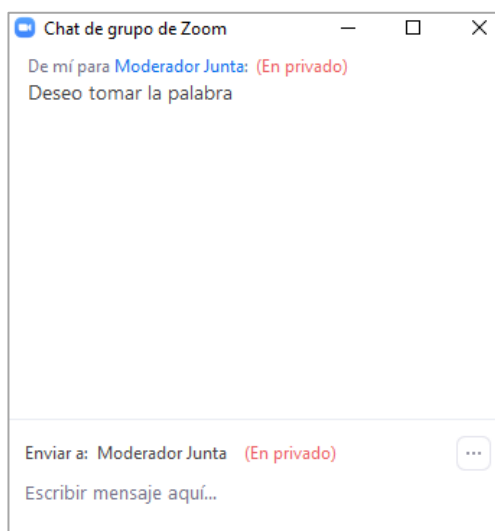 Chat de grupo de Zoom
De mí para Moderador Junta: (En privado)
Deseo tomar la palabra
Enviar a: Moderador Junta (En privado)
Escribir mensaje aquí...